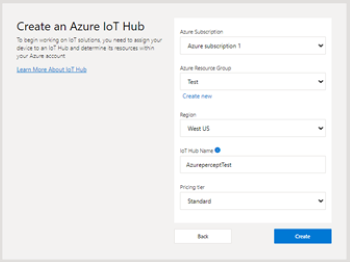 Create an Azure IoT Hub
To begin working on IoT solutions, you need to assign your
device to an IoT Hub and determine its resources within
your Azure account
Learn More About IoT Hub
Azure Subscription
Azure subscription 1
Azure Resource Group
Test
Create new
Region
West US
IoT Hub Name
AzureperceptTest
Pricing tier
Standard
Back
Create